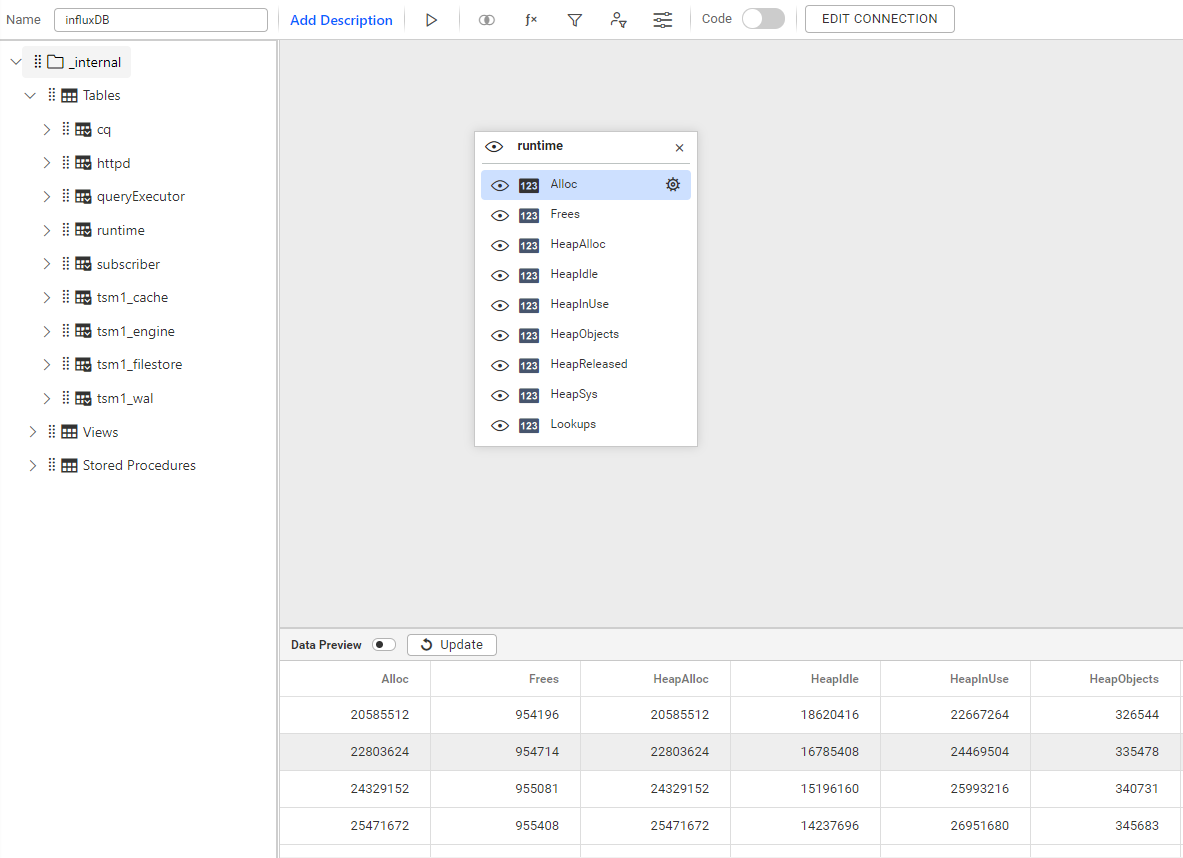 Name influxDB Add Description f× Code EDIT CONNECTION
_internal
Tables
cq
httpd
queryExecutor
runtime
subscriber
tsm1_cache
tsm1_engine
tsm1_filestore
tsm1_wal
Views
Stored Procedures
runtime ×
123 Alloc
123 Frees
123 HeapAlloc
123 HeapIdle
123 HeapInUse
123 HeapObjects
123 HeapReleased
123 HeapSys
123 Lookups
Data Preview Update
Alloc Frees HeapAlloc HeapIdle HeapInUse HeapObjects
20585512 954196 20585512 18620416 22667264 326544
22803624 954714 22803624 16785408 24469504 335478
24329152 955081 24329152 15196160 25993216 340731
25471672 955408 25471672 14237696 26951680 345683